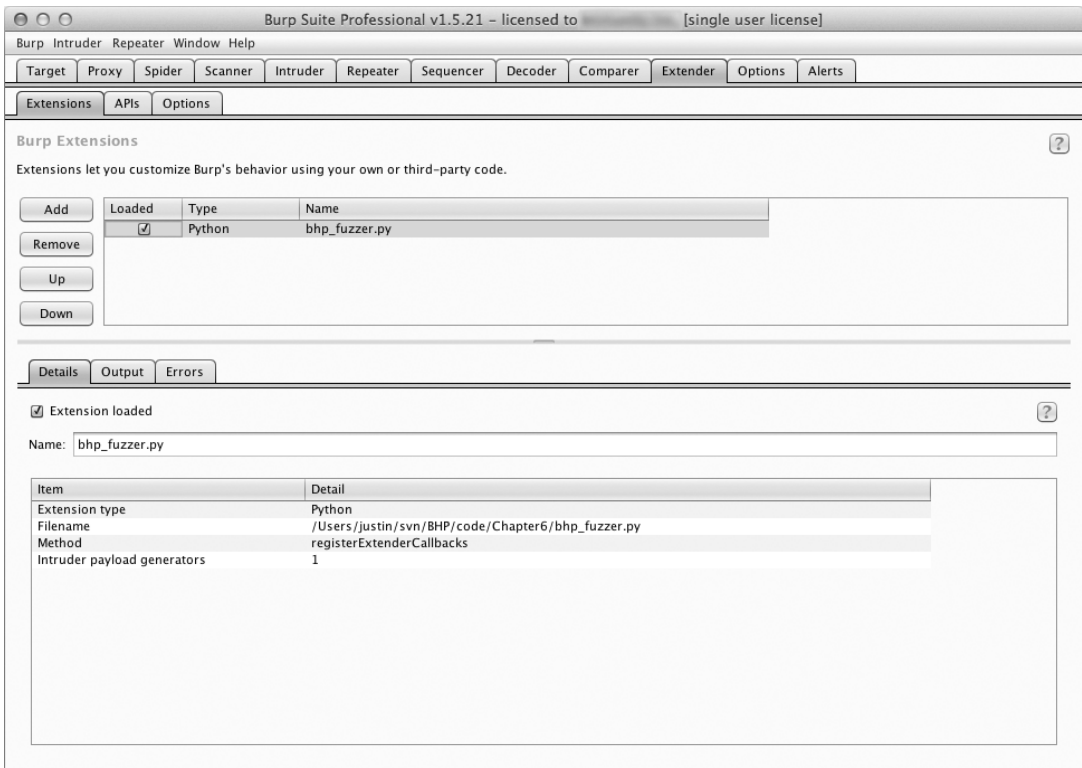 Burp Suite Professional v1.5.21 – licensed to [single user license]
Burp Intruder Repeater Window Help
Target Proxy Spider Scanner Intruder Repeater Sequencer Decoder Comparer Extender Options Alerts
Extensions APIs Options
Burp Extensions
?
Extensions let you customize Burp's behavior using your own or third-party code.
Add
Loaded Type Name
Python bhp_fuzzer.py
Remove
Up
Down
Details Output Errors
Extension loaded
?
Name: bhp_fuzzer.py
Item Detail
Extension type Python
Filename /Users/justin/svn/BHP/code/Chapter6/bhp_fuzzer.py
Method registerExtenderCallbacks
Intruder payload generators 1